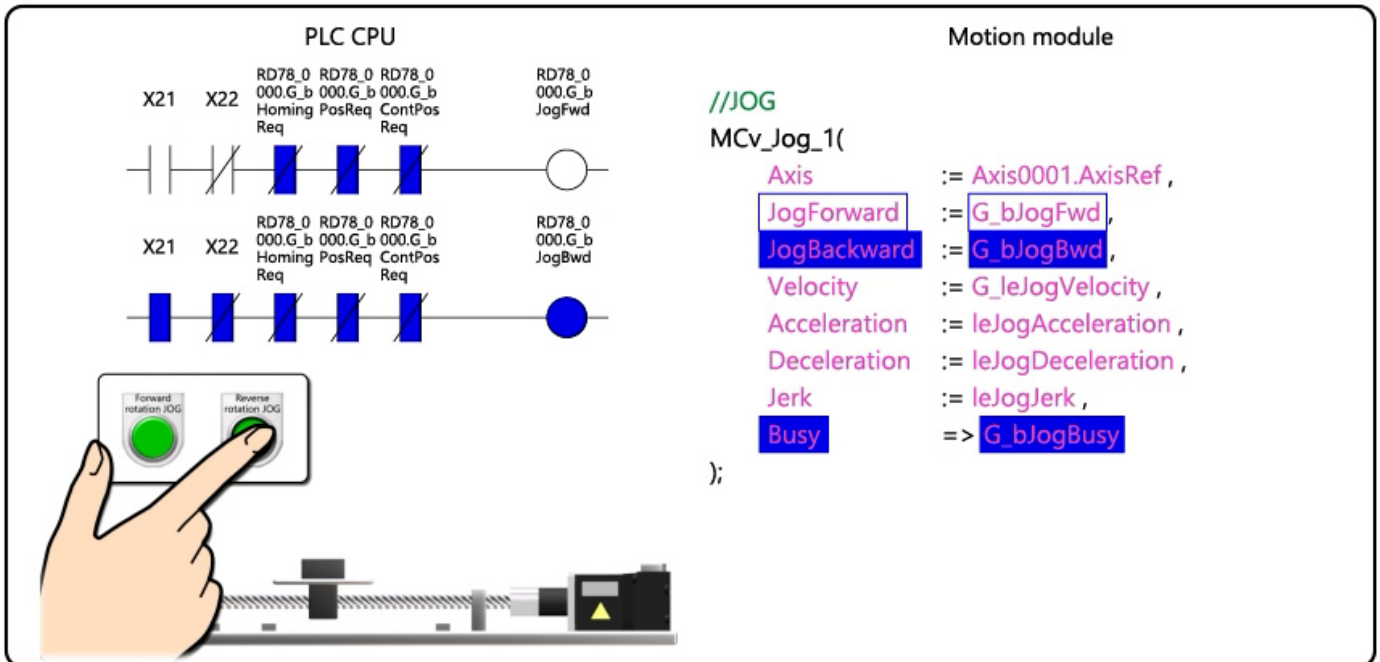 PLC CPU
Motion module
X21 X22 RD78_0 000.G_b Homing Req RD78_0 000.G_b PosReq RD78_0 000.G_b ContPos Req RD78_0 000.G_b JogFwd
X21 X22 RD78_0 000.G_b Homing Req RD78_0 000.G_b PosReq RD78_0 000.G_b ContPos Req RD78_0 000.G_b JogBwd
Forward rotation JOG
Reverse rotation JOG
//JOG
MCv_Jog_1(
Axis := Axis0001.AxisRef ,
JogForward := G_bJogFwd ,
JogBackward := G_bJogBwd ,
Velocity := G_leJogVelocity ,
Acceleration := leJogAcceleration ,
Deceleration := leJogDeceleration ,
Jerk := leJogJerk ,
Busy => G_bJogBusy
);